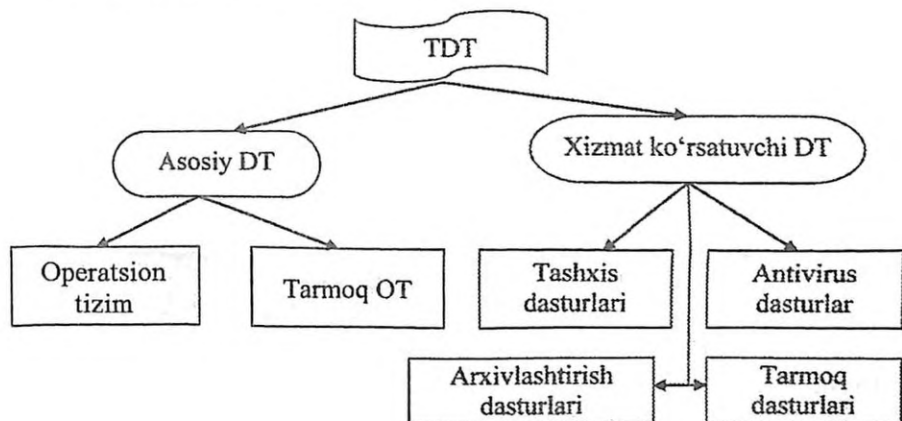 TDT
Asosiy DT
Xizmat ko‘rsatuvchi DT
Operatsion
tizim
Tarmoq OT
Tashxis
dasturlari
Antivirus
dasturlar
Arxivlashtirish
dasturlari
Tarmoq
dasturlari